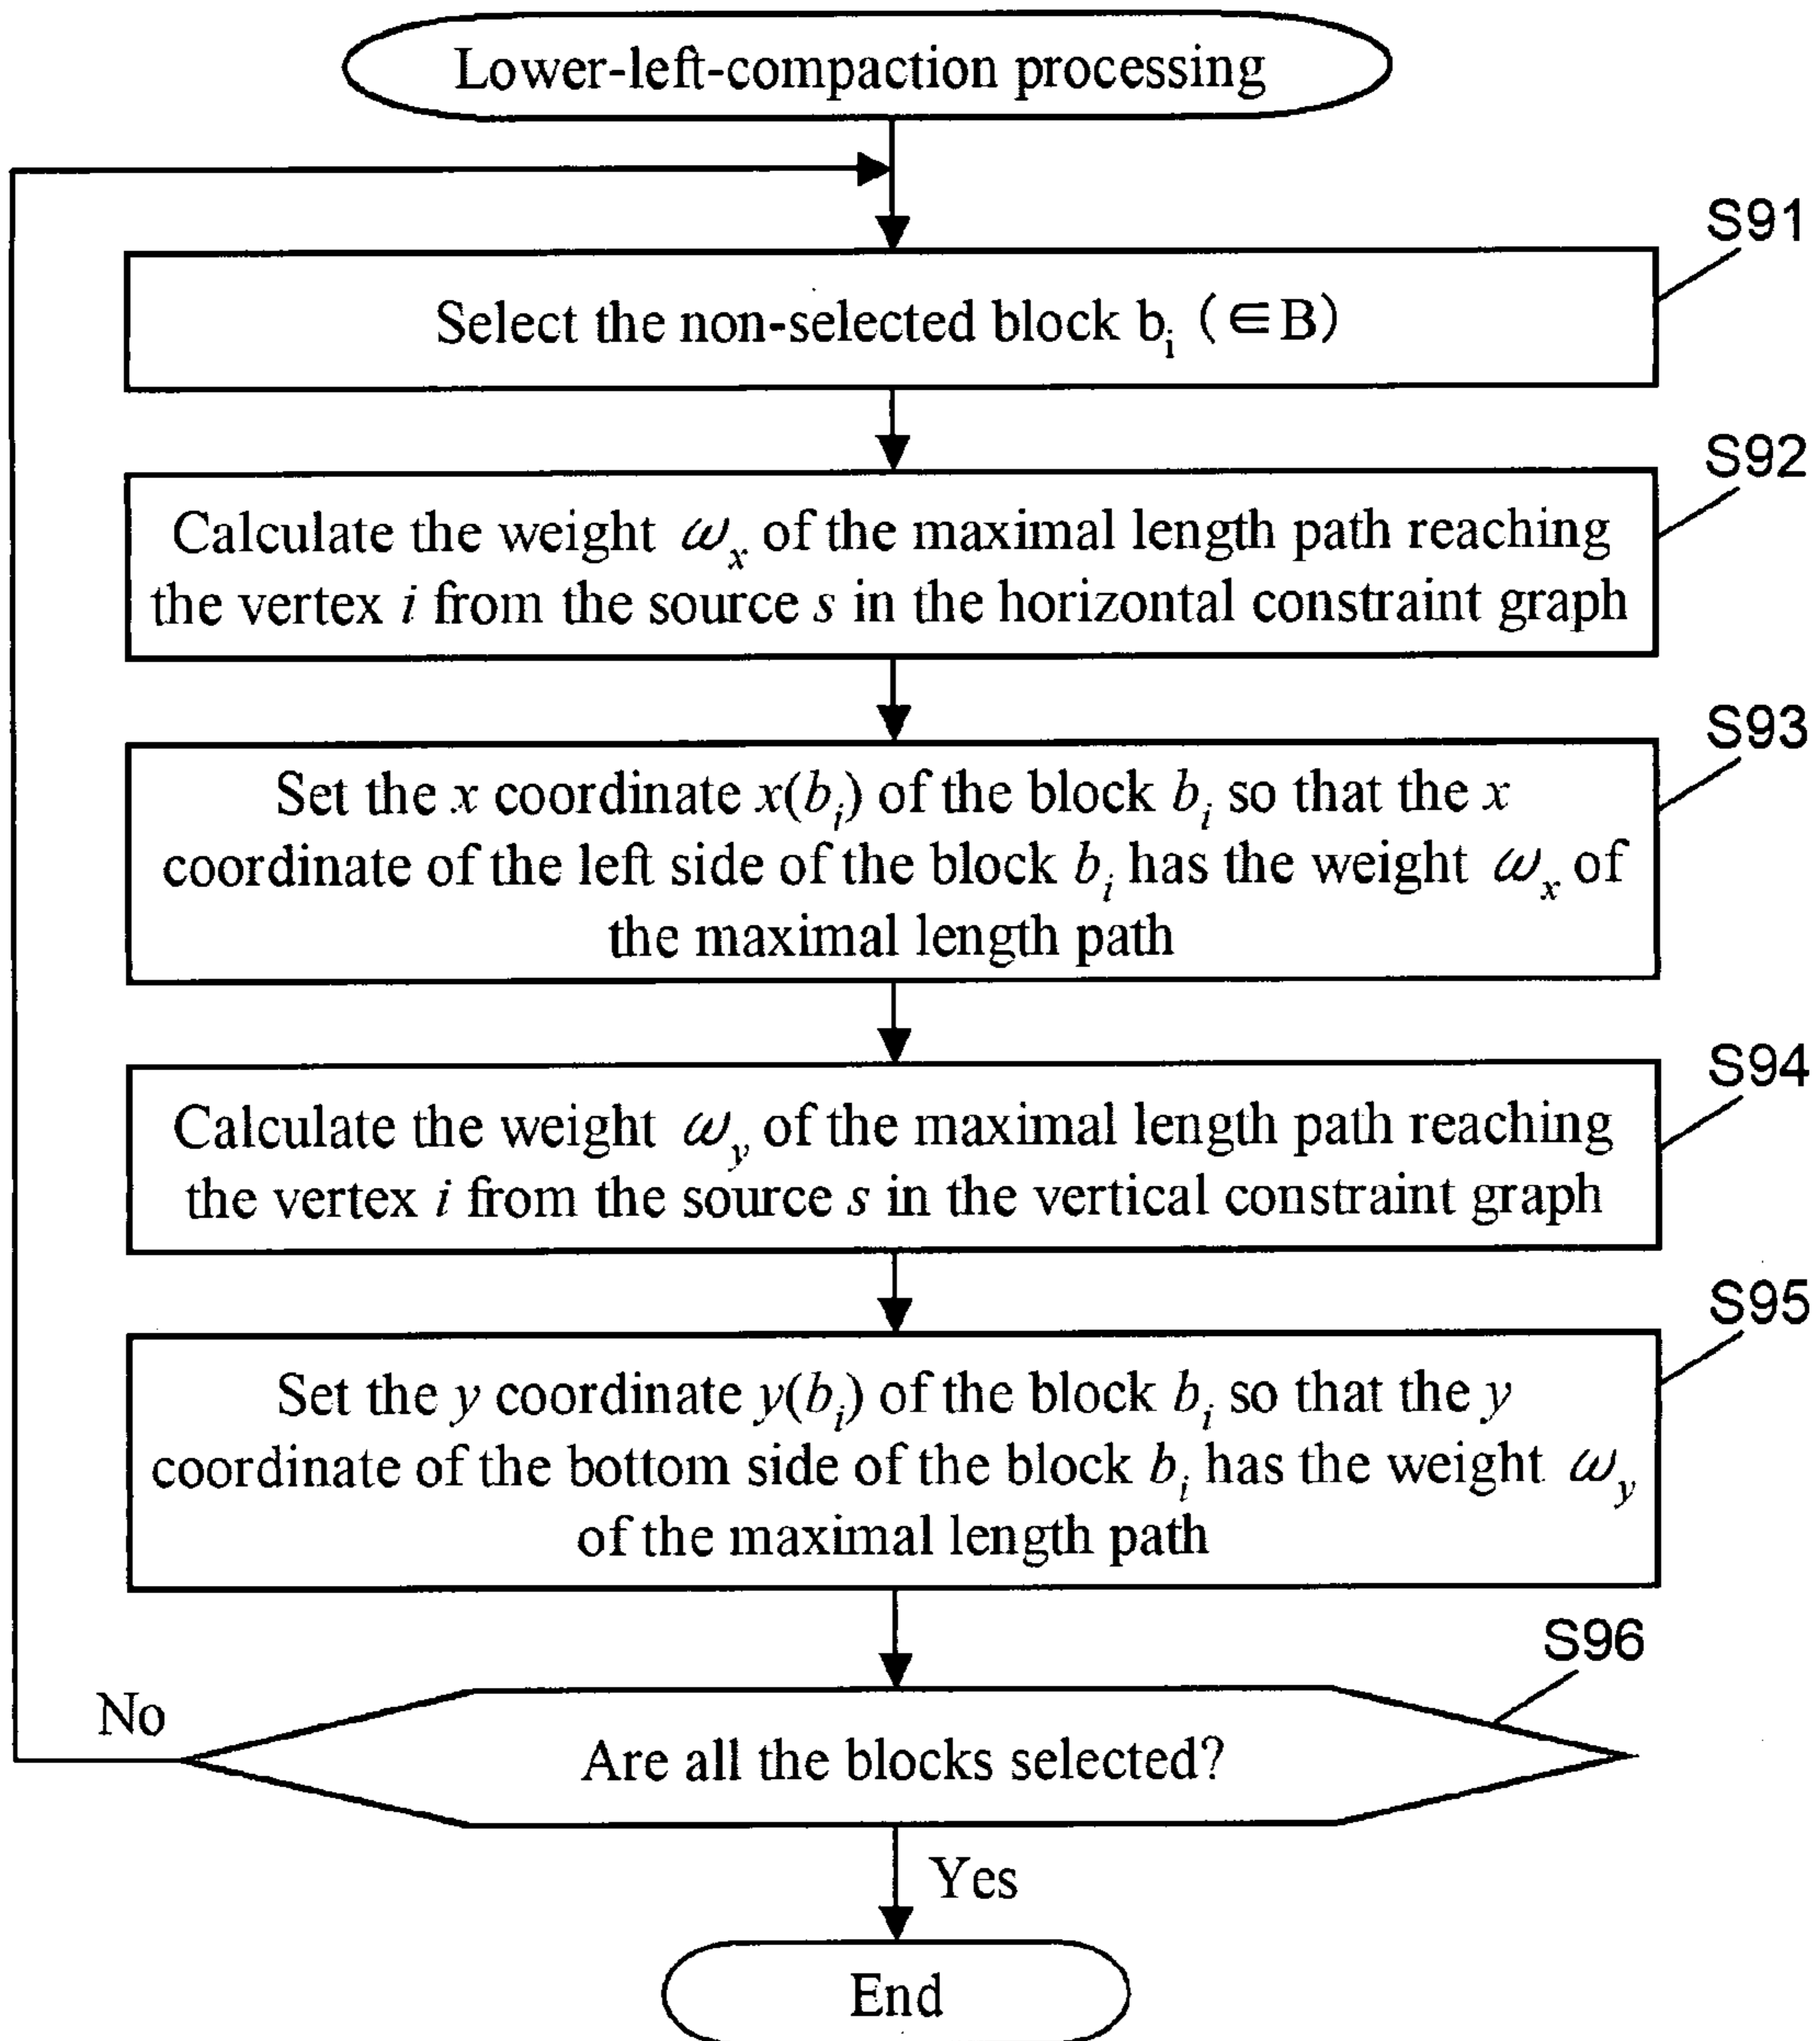 Lower-left-compaction processing
S91
Select the non-selected block bi (∈B)
S92
Calculate the weight ωx of the maximal length path reaching
the vertex i from the source s in the horizontal constraint graph
S93
Set the x coordinate x(bi) of the block bi so that the x
coordinate of the left side of the block bi has the weight ωx of
the maximal length path
S94
Calculate the weight ωy of the maximal length path reaching
the vertex i from the source s in the vertical constraint graph
S95
Set the y coordinate y(bi) of the block bi so that the y
coordinate of the bottom side of the block bi has the weight ωy
of the maximal length path
S96
No
Are all the blocks selected?
Yes
End